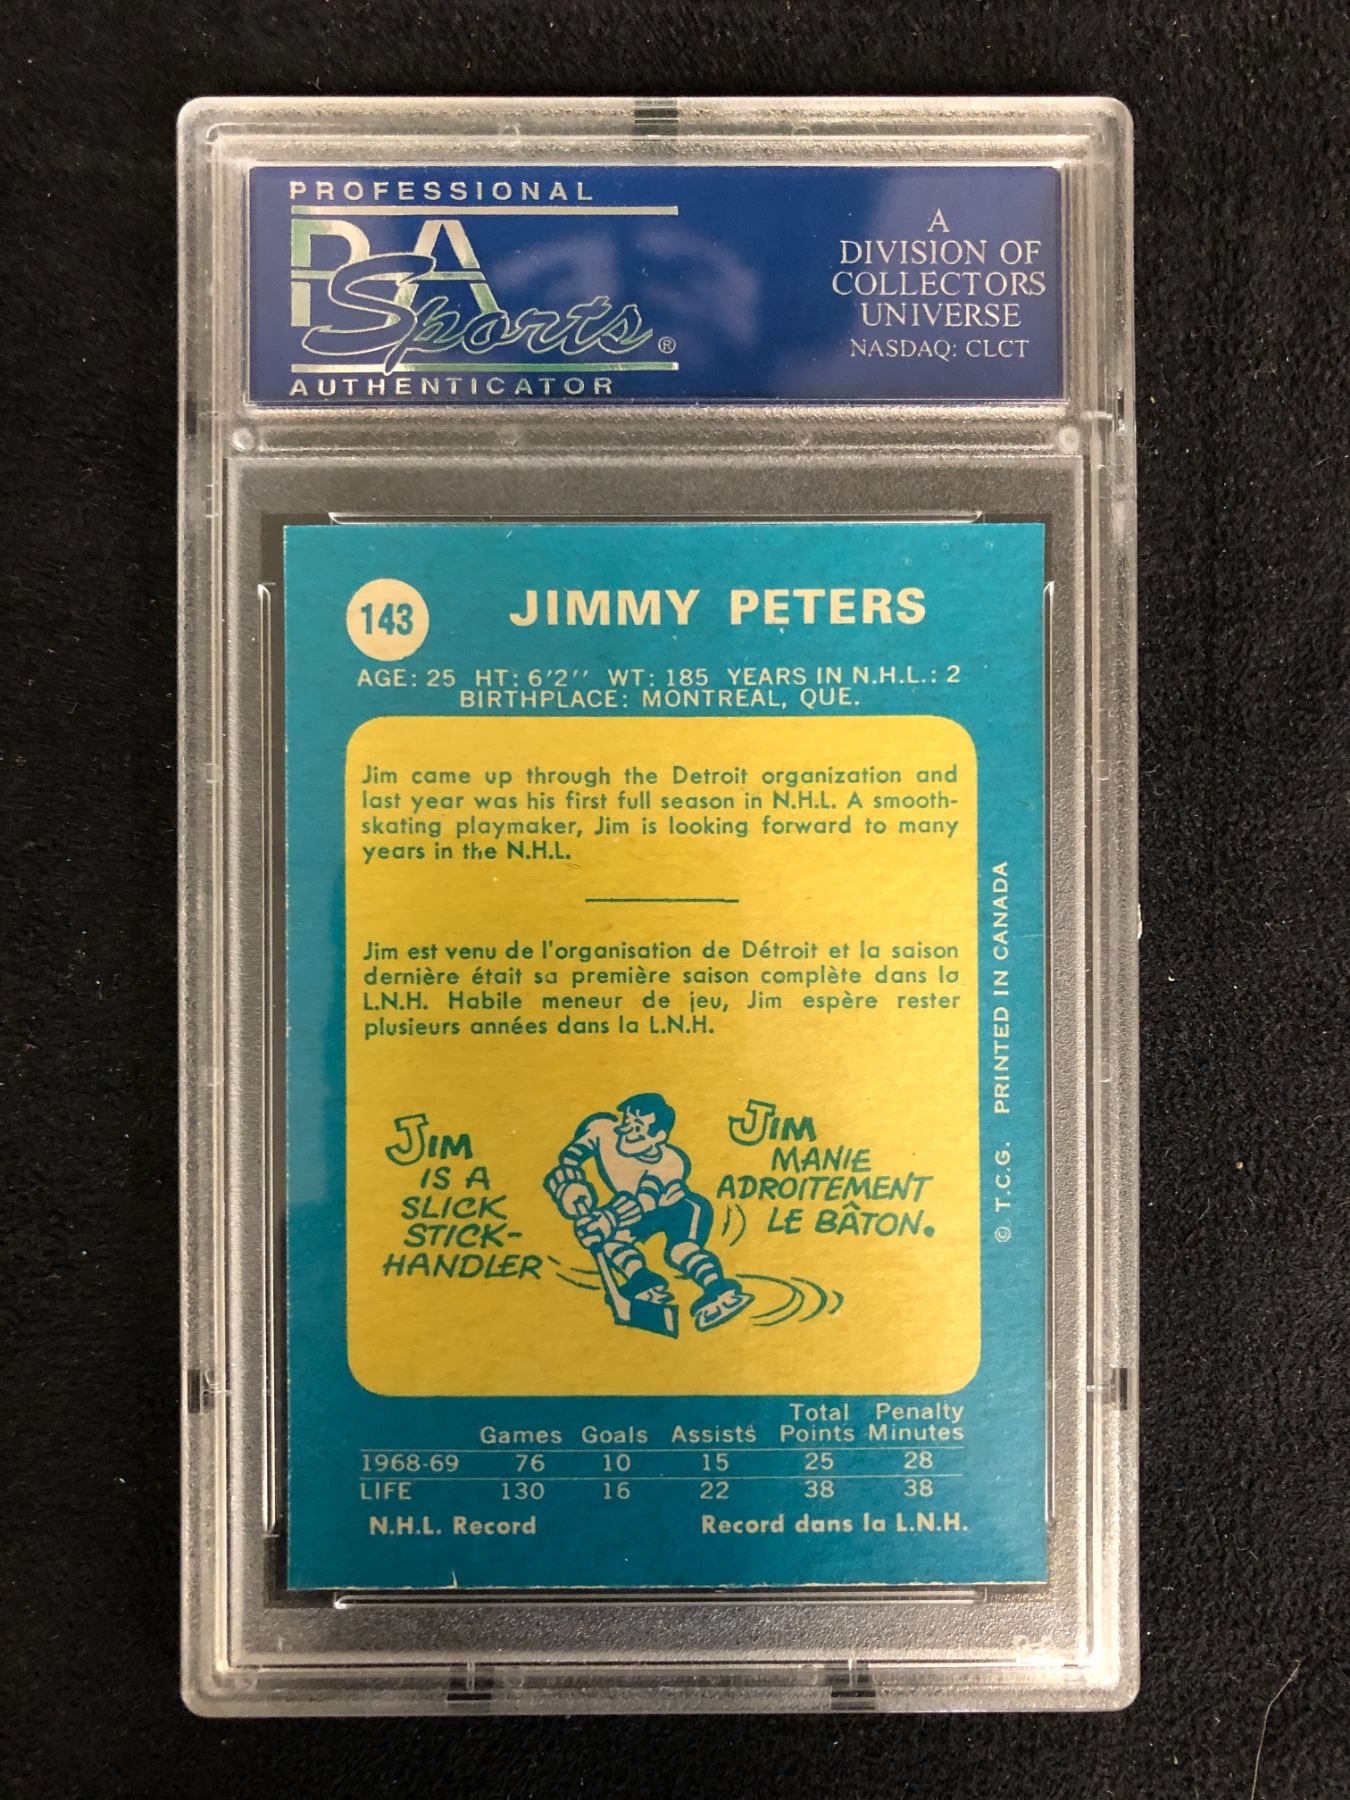 PROFESSIONAL
PSA
Sports®
AUTHENTICATOR
A
DIVISION OF
COLLECTORS
UNIVERSE
NASDAQ: CLCT
143 JIMMY PETERS
AGE: 25 HT: 6'2'' WT: 185 YEARS IN N.H.L.: 2
BIRTHPLACE: MONTREAL, QUE.
Jim came up through the Detroit organization and
last year was his first full season in N.H.L. A smooth-
skating playmaker, Jim is looking forward to many
years in the N.H.L.
Jim est venu de l'organisation de Détroit et la saison
dernière était sa première saison complète dans la
L.N.H. Habile meneur de jeu, Jim espère rester
plusieurs années dans la L.N.H.
JIM
IS A
SLICK
STICK-
HANDLER
JIM
MANIE
ADROITEMENT
LE BÂTON.
© T.C.G. PRINTED IN CANADA
Games Goals Assists Total Points Penalty Minutes
1968-69 76 10 15 25 28
LIFE 130 16 22 38 38
N.H.L. Record Record dans la L.N.H.